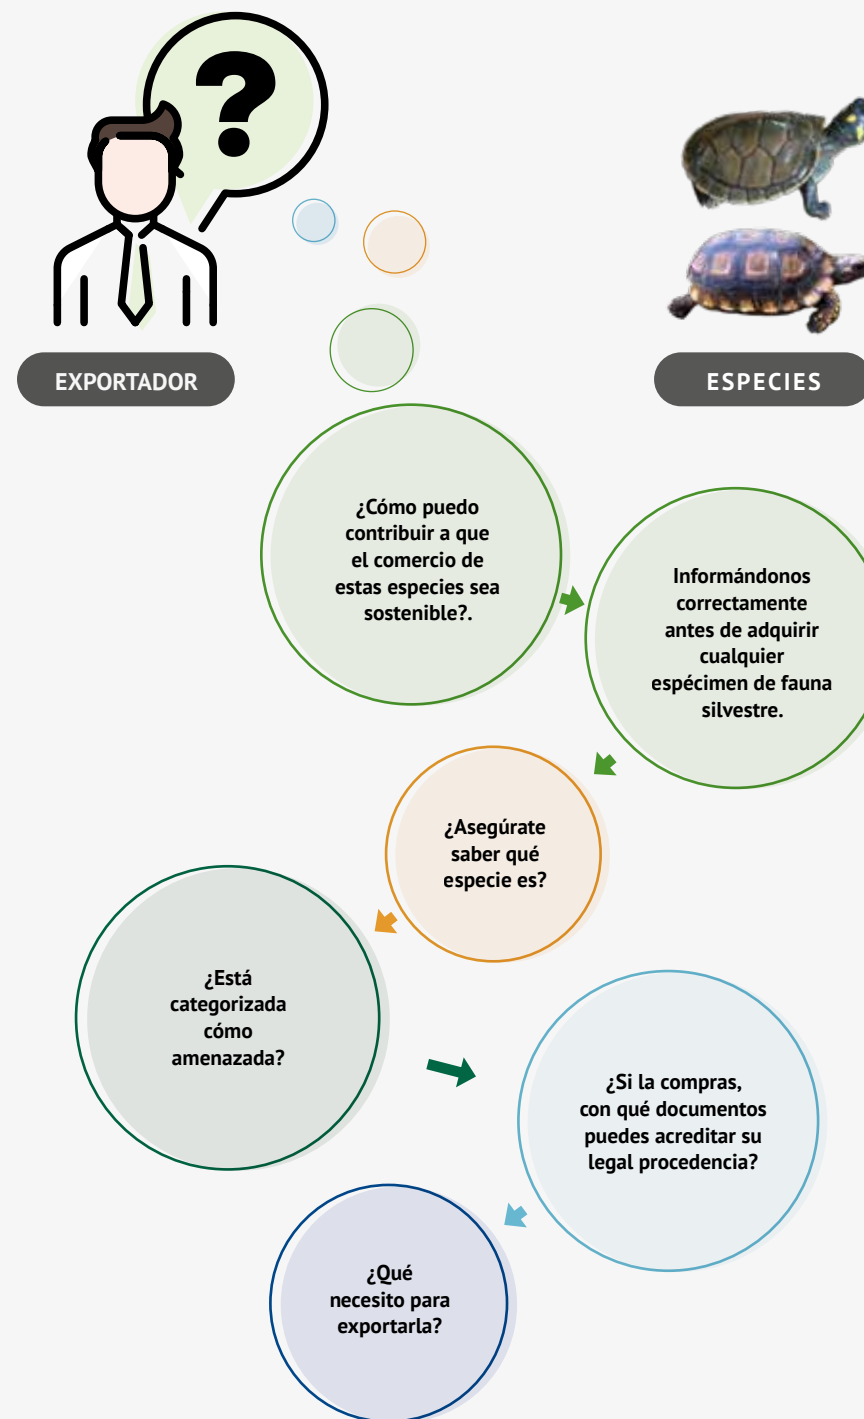 ?
EXPORTADOR
ESPECIES
¿Cómo puedo
contribuir a que
el comercio de
estas especies sea
sostenible?.
Informándonos
correctamente
antes de adquirir
cualquier
espécimen de fauna
silvestre.
¿Asegúrate
saber qué
especie es?
¿Está
categorizada
cómo
amenazada?
¿Si la compras,
con qué documentos
puedes acreditar su
legal procedencia?
¿Qué
necesito para
exportarla?